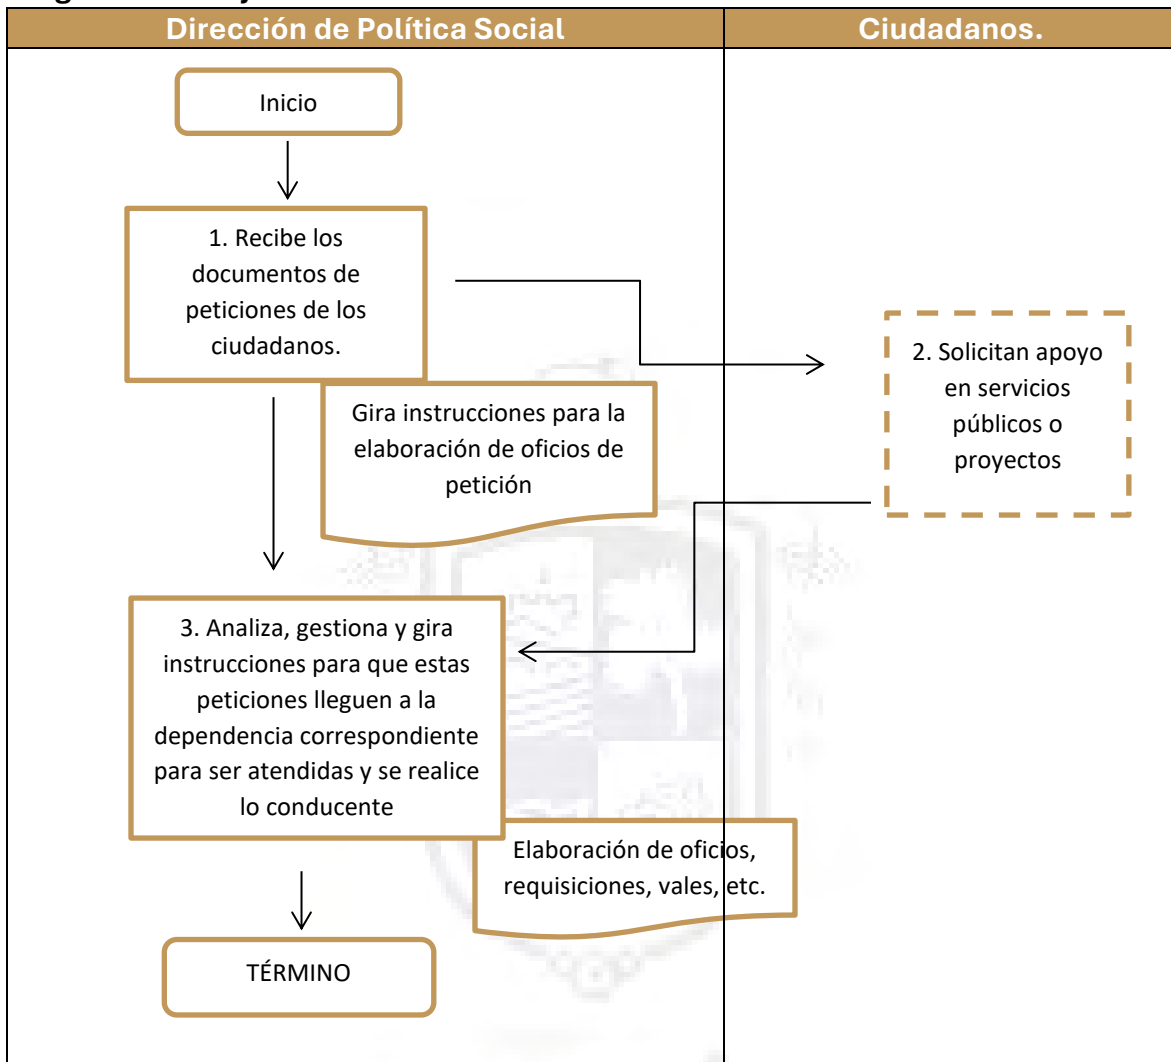 Dirección de Política Social
Ciudadanos.
Inicio
1. Recibe los
documentos de
peticiones de los
ciudadanos.
2. Solicitan apoyo
en servicios
públicos o
proyectos
Gira instrucciones para la
elaboración de oficios de
petición
3. Analiza, gestiona y gira
instrucciones para que estas
peticiones lleguen a la
dependencia correspondiente
para ser atendidas y se realice
lo conducente
Elaboración de oficios,
requisiciones, vales, etc.
TÉRMINO